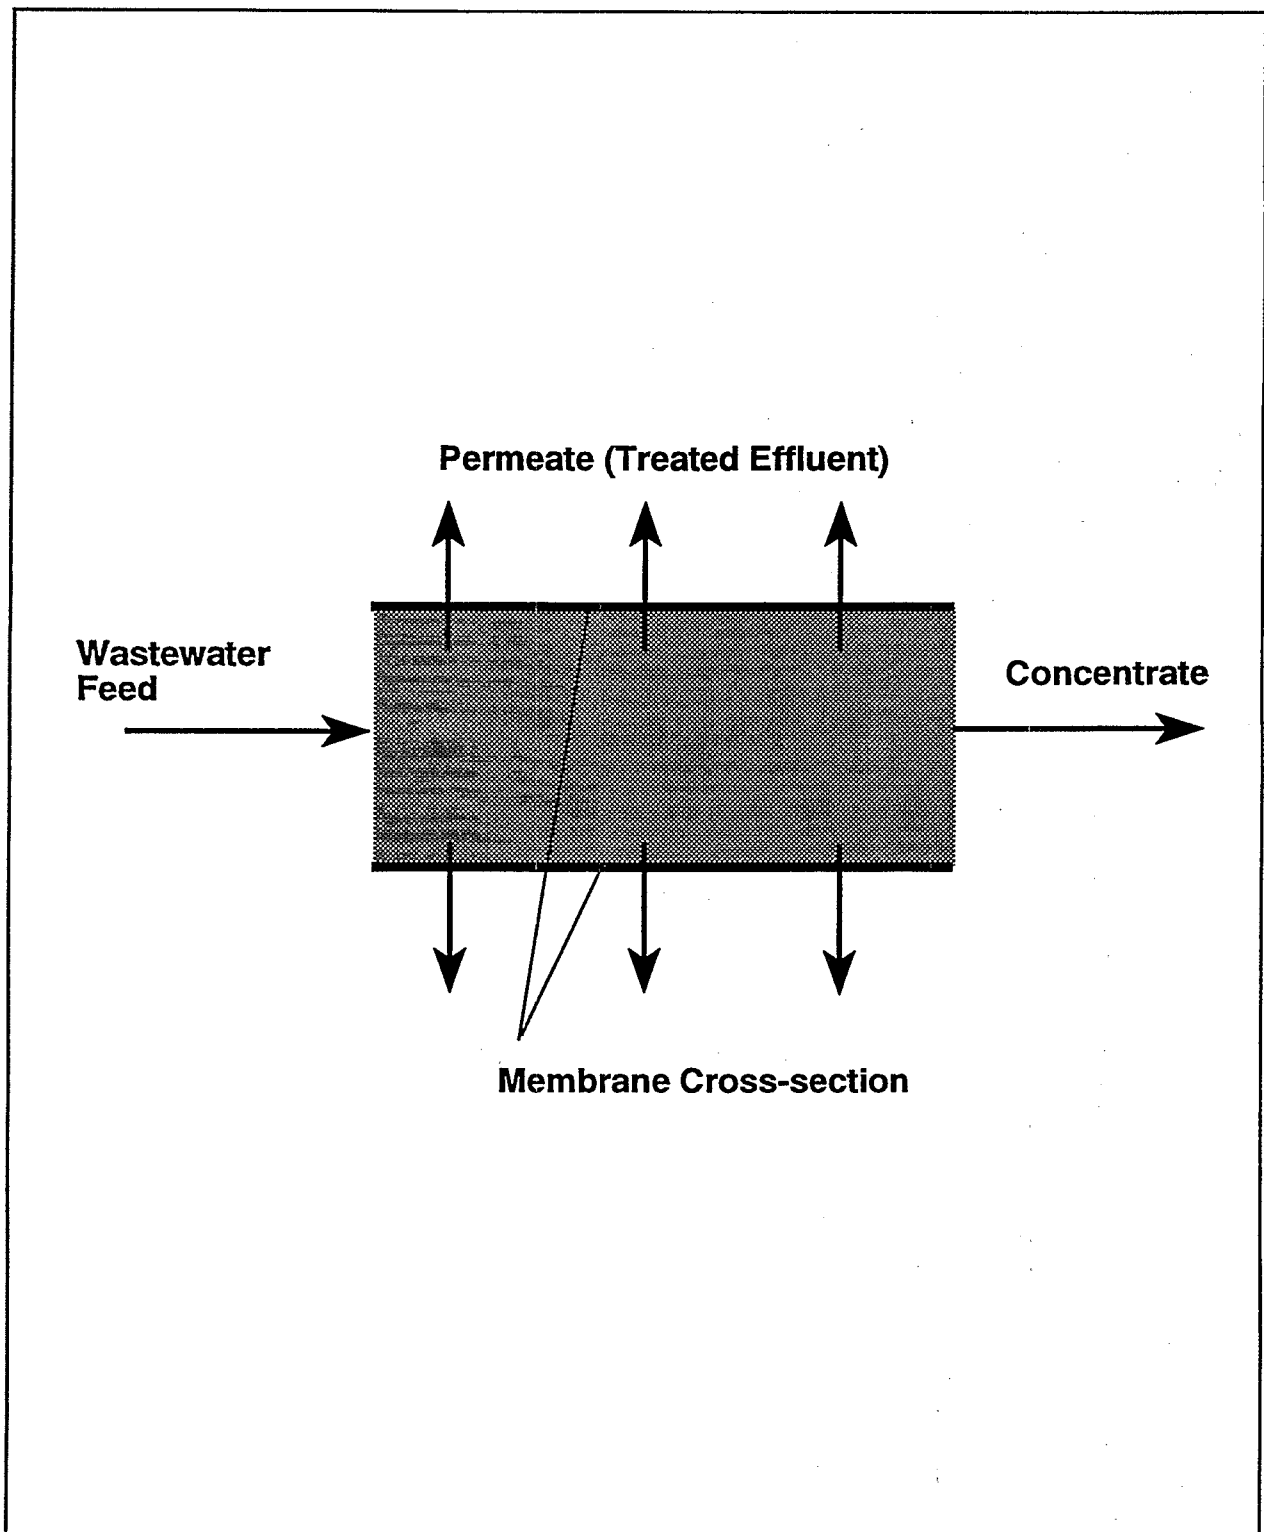 Permeate (Treated Effluent)
Wastewater
Feed
Concentrate
Membrane Cross-section